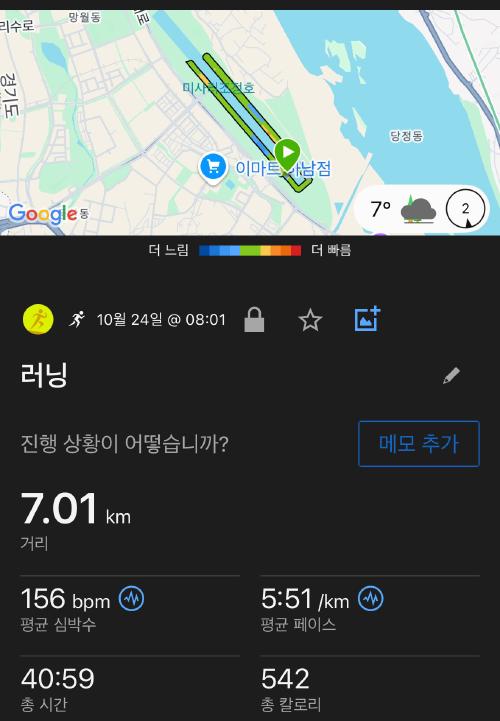 망월동
리수로
경기도
미사리조정호
당정동
이마트 하남점
Google
동
7°
2
더 느림
더 빠름
10월 24일 @ 08:01
러닝
진행 상황이 어떻습니까?
메모 추가
7.01 km
거리
156 bpm
5:51 /km
평균 심박수
평균 페이스
40:59
542
총 시간
총 칼로리